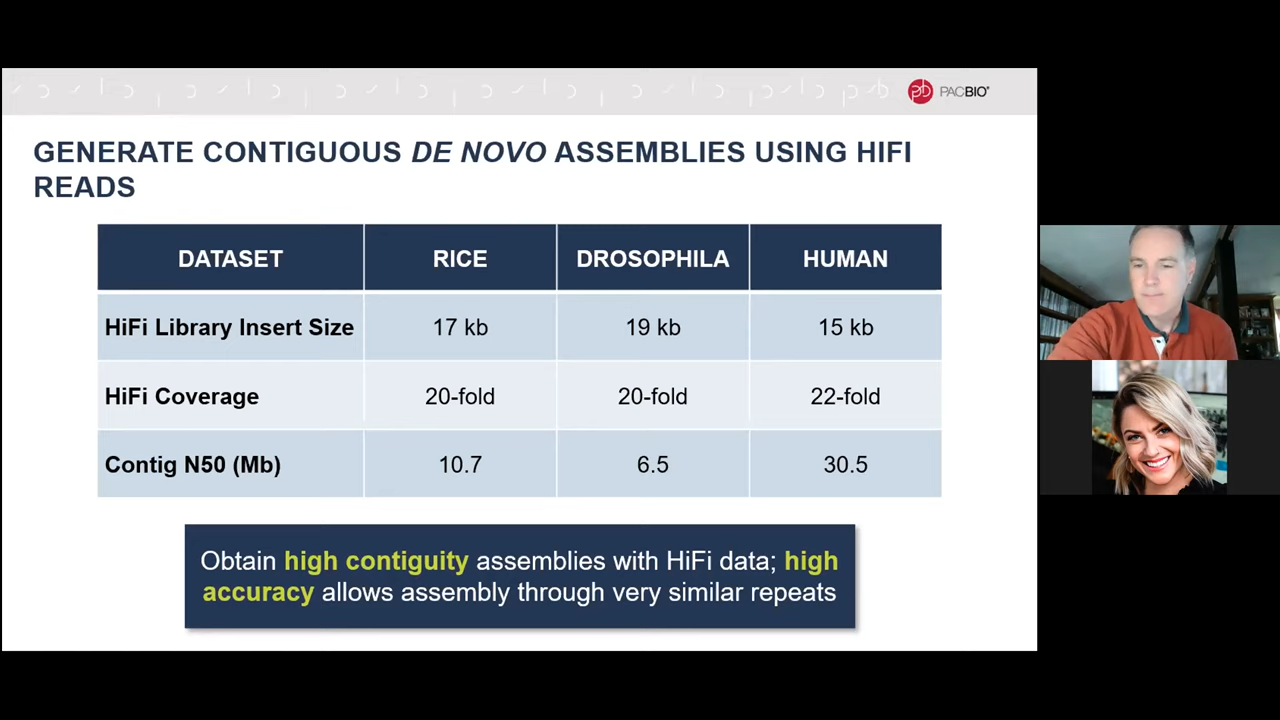 PACBIO®
GENERATE CONTIGUOUS DE NOVO ASSEMBLIES USING HIFI
READS
DATASET RICE DROSOPHILA HUMAN
HiFi Library Insert Size 17 kb 19 kb 15 kb
HiFi Coverage 20-fold 20-fold 22-fold
Contig N50 (Mb) 10.7 6.5 30.5
Obtain high contiguity assemblies with HiFi data; high
accuracy allows assembly through very similar repeats